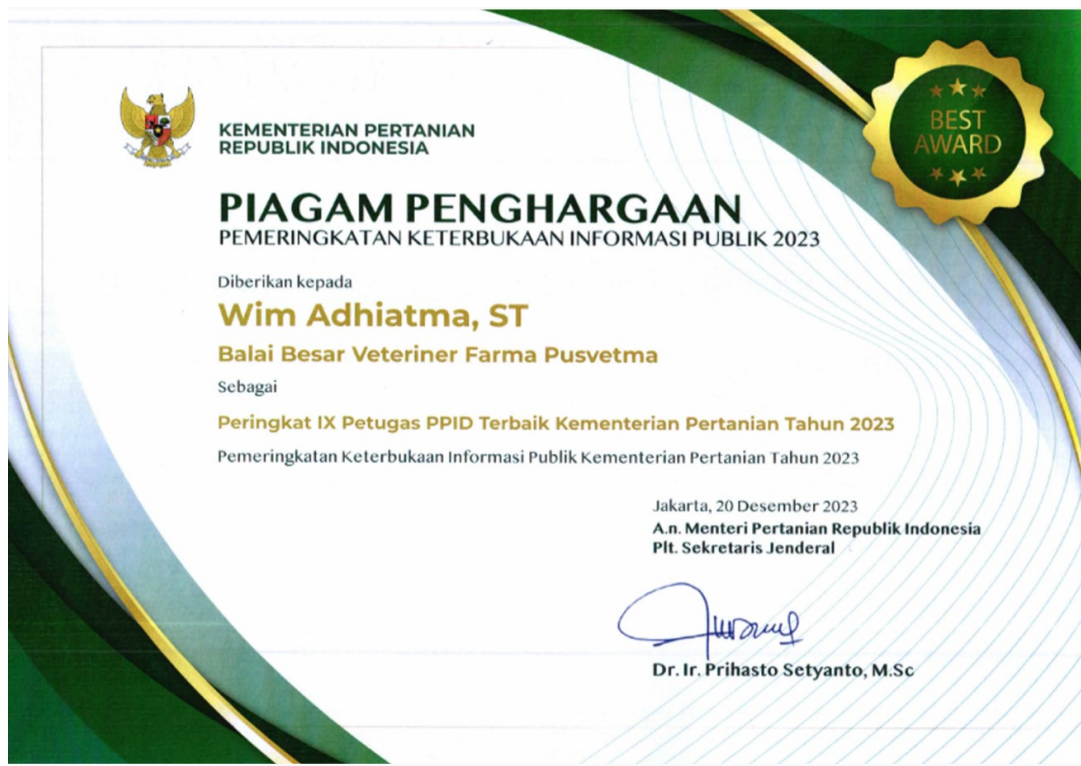 KEMENTERIAN PERTANIAN
REPUBLIK INDONESIA
BEST
AWARD
PIAGAM PENGHARGAAN
PEMERINGKATAN KETERBUKAAN INFORMASI PUBLIK 2023
Diberikan kepada
Wim Adhiatma, ST
Balai Besar Veteriner Farma Pusvetma
Sebagai
Peringkat IX Petugas PPID Terbaik Kementerian Pertanian Tahun 2023
Pemeringkatan Keterbukaan Informasi Publik Kementerian Pertanian Tahun 2023
Jakarta, 20 Desember 2023
A.n. Menteri Pertanian Republik Indonesia
Plt. Sekretaris Jenderal
Dr. Ir. Prihasto Setyanto, M.Sc